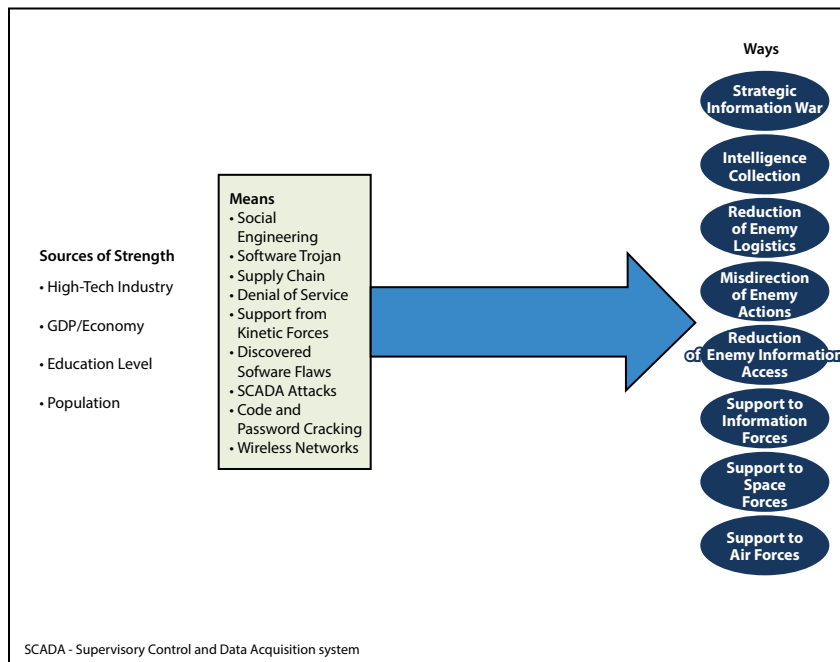 Sources of Strength
• High-Tech Industry
• GDP/Economy
• Education Level
• Population
Means
• Social
Engineering
• Software Trojan
• Supply Chain
• Denial of Service
• Support from
Kinetic Forces
• Discovered
Sofware Flaws
• SCADA Attacks
• Code and
Password Cracking
• Wireless Networks
Ways
Strategic
Information War
Intelligence
Collection
Reduction
of Enemy
Logistics
Misdirection
of Enemy
Actions
Reduction
of Enemy Information
Access
Support to
Information
Forces
Support to
Space
Forces
Support to
Air Forces
SCADA - Supervisory Control and Data Acquisition system